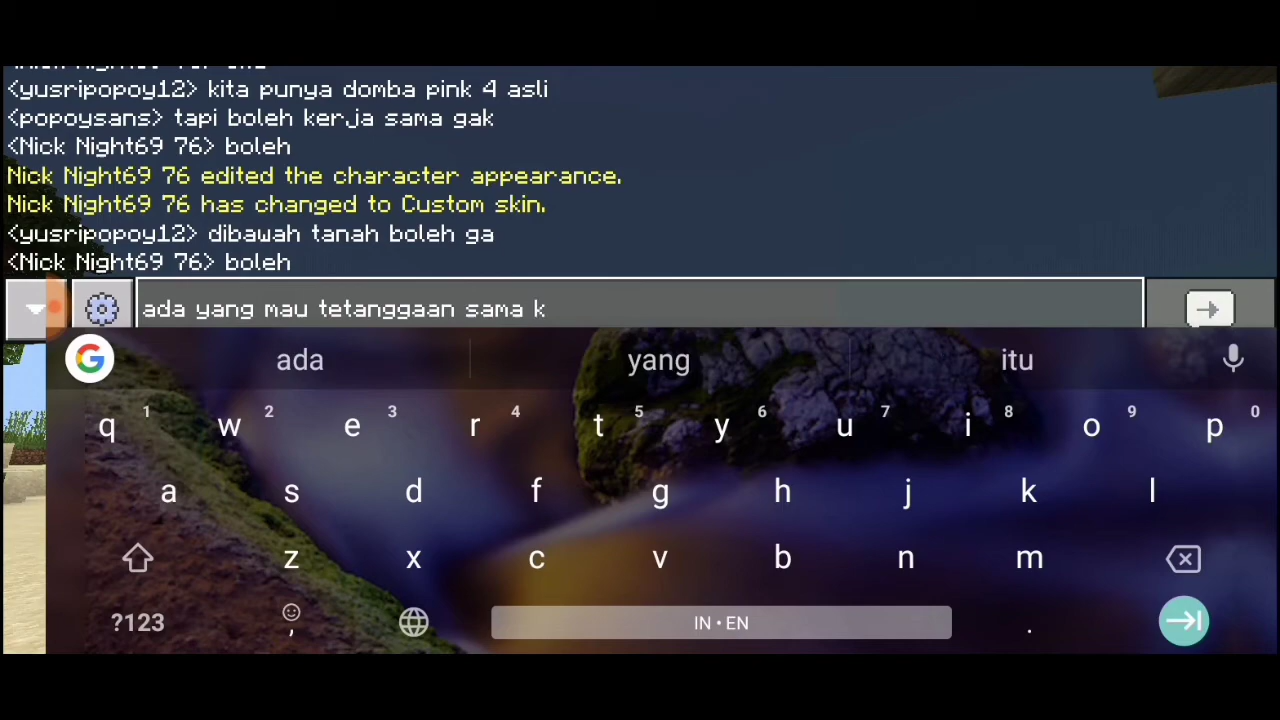 <yusripopoy12> kita punya domba pink 4 asli
<popoysans> tapi boleh kerja sama gak
<Nick Night69 76> boleh
Nick Night69 76 edited the character appearance.
Nick Night69 76 has changed to Custom skin.
<yusripopoy12> dibawah tanah boleh ga
<Nick Night69 76> boleh
ada yang mau tetanggaan sama k
G ada yang itu
q 1 w 2 e 3 r 4 t 5 y 6 u 7 i 8 o 9 p 0
a s d f g h j k l
z x c v b n m
?123 , IN • EN .